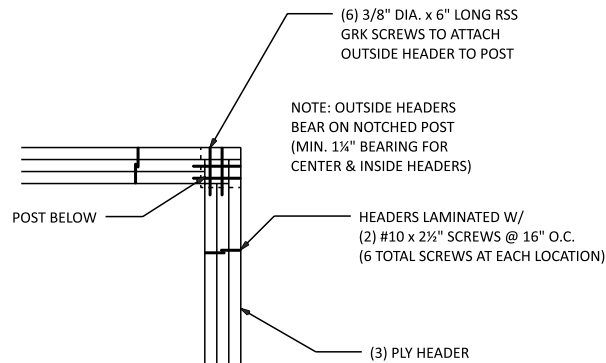 (6) 3/8" DIA. x 6" LONG RSS
GRK SCREWS TO ATTACH
OUTSIDE HEADER TO POST
NOTE: OUTSIDE HEADERS
BEAR ON NOTCHED POST
(MIN. 1¼" BEARING FOR
CENTER & INSIDE HEADERS)
POST BELOW
HEADERS LAMINATED W/
(2) #10 x 2½" SCREWS @ 16" O.C.
(6 TOTAL SCREWS AT EACH LOCATION)
(3) PLY HEADER